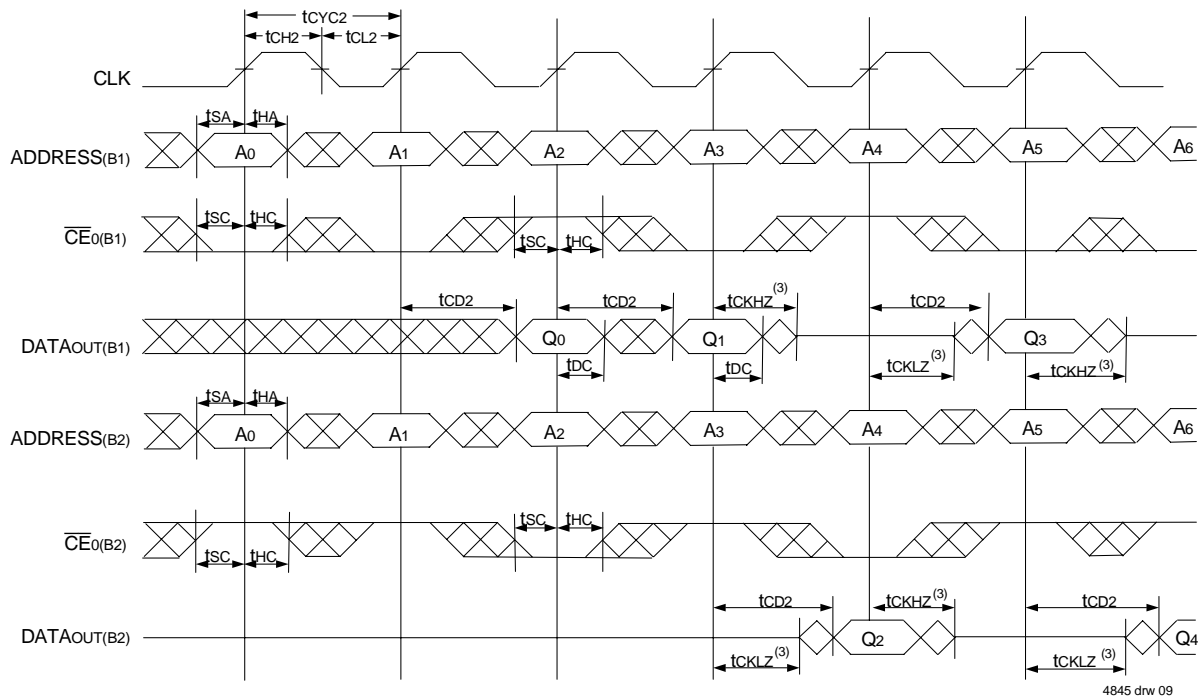 tCYC2
tCH2 tCL2
CLK
tSA tHA
ADDRESS(B1) A0 A1 A2 A3 A4 A5 A6
tSC tHC
CE0(B1)
tSC tHC
tCD2 tCD2 tCKHZ(3) tCD2
DATAOUT(B1) Q0 Q1 Q3
tDC tDC tCKLZ(3) tCKHZ(3)
tSA tHA
ADDRESS(B2) A0 A1 A2 A3 A4 A5 A6
tSC tHC
CE0(B2)
tSC tHC
tCD2 tCKHZ(3) tCD2
DATAOUT(B2) Q2 Q4
tCKLZ(3) tCKLZ(3)
4845 drw 09